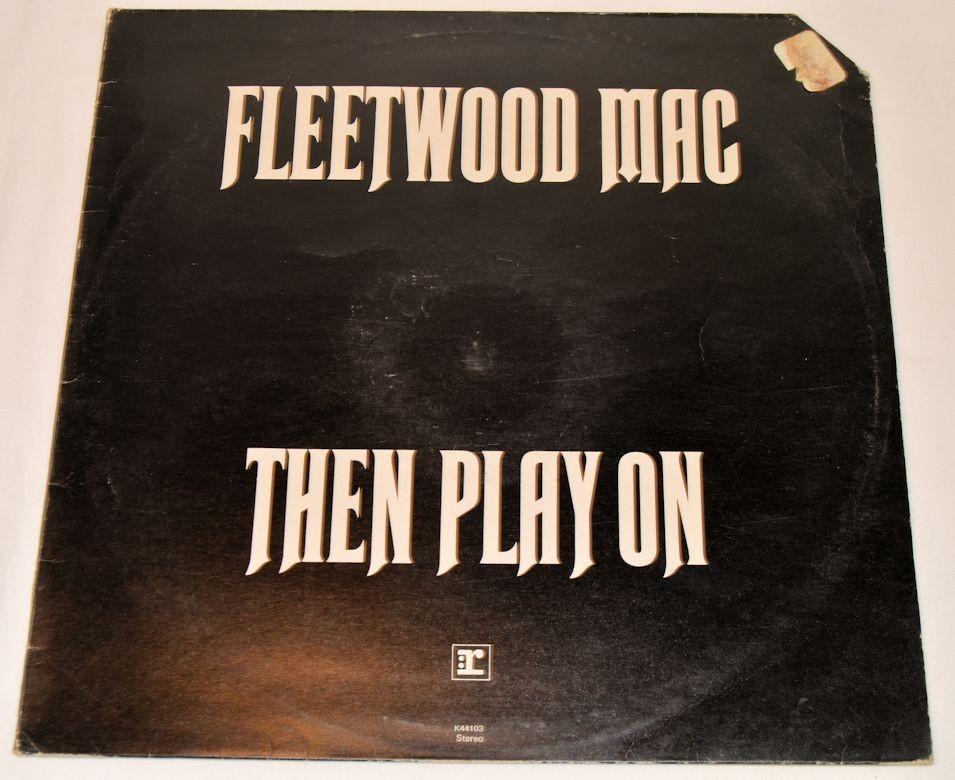 FLEETWOOD MAC
THEN PLAY ON
:r
K44103
Stereo